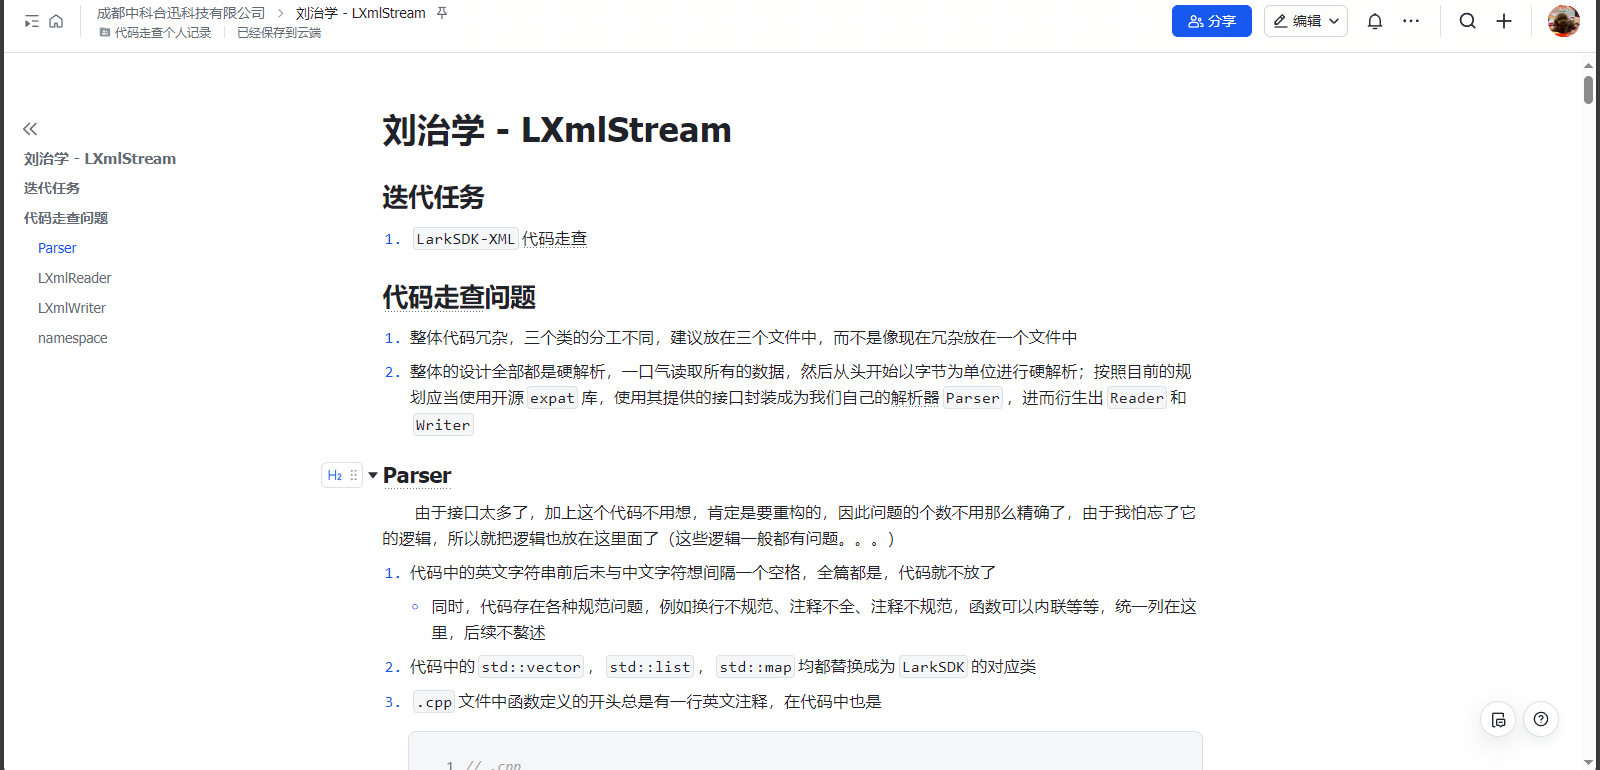 成都中科合迅科技有限公司 > 刘治学 - LXmlStream
代码走查个人记录 已经保存到云端
分享
编辑
刘治学 - LXmlStream
迭代任务
代码走查问题
Parser
LXmlReader
LXmlWriter
namespace
刘治学 - LXmlStream
迭代任务
1. LarkSDK-XML 代码走查
代码走查问题
1. 整体代码冗杂，三个类的分工不同，建议放在三个文件中，而不是像现在冗杂放在一个文件中
2. 整体的设计全部都是硬解析，一口气读取所有的数据，然后从头开始以字节为单位进行硬解析；按照目前的规
划应当使用开源 expat 库，使用其提供的接口封装成为我们自己的解析器 Parser ，进而衍生出 Reader 和
Writer
H2
Parser
由于接口太多了，加上这个代码不用想，肯定是要重构的，因此问题的个数不用那么精确了，由于我怕忘了它
的逻辑，所以就把逻辑也放在这里面了（这些逻辑一般都有问题。。。）
1. 代码中的英文字符串前后未与中文字符想间隔一个空格，全篇都是，代码就不放了
同时，代码存在各种规范问题，例如换行不规范、注释不全、注释不规范，函数可以内联等等，统一列在这
里，后续不鳌述
2. 代码中的 std::vector ， std::list ， std::map 均都替换成为 LarkSDK 的对应类
3. .cpp 文件中函数定义的开头总是有一行英文注释，在代码中也是
1 // .cpp